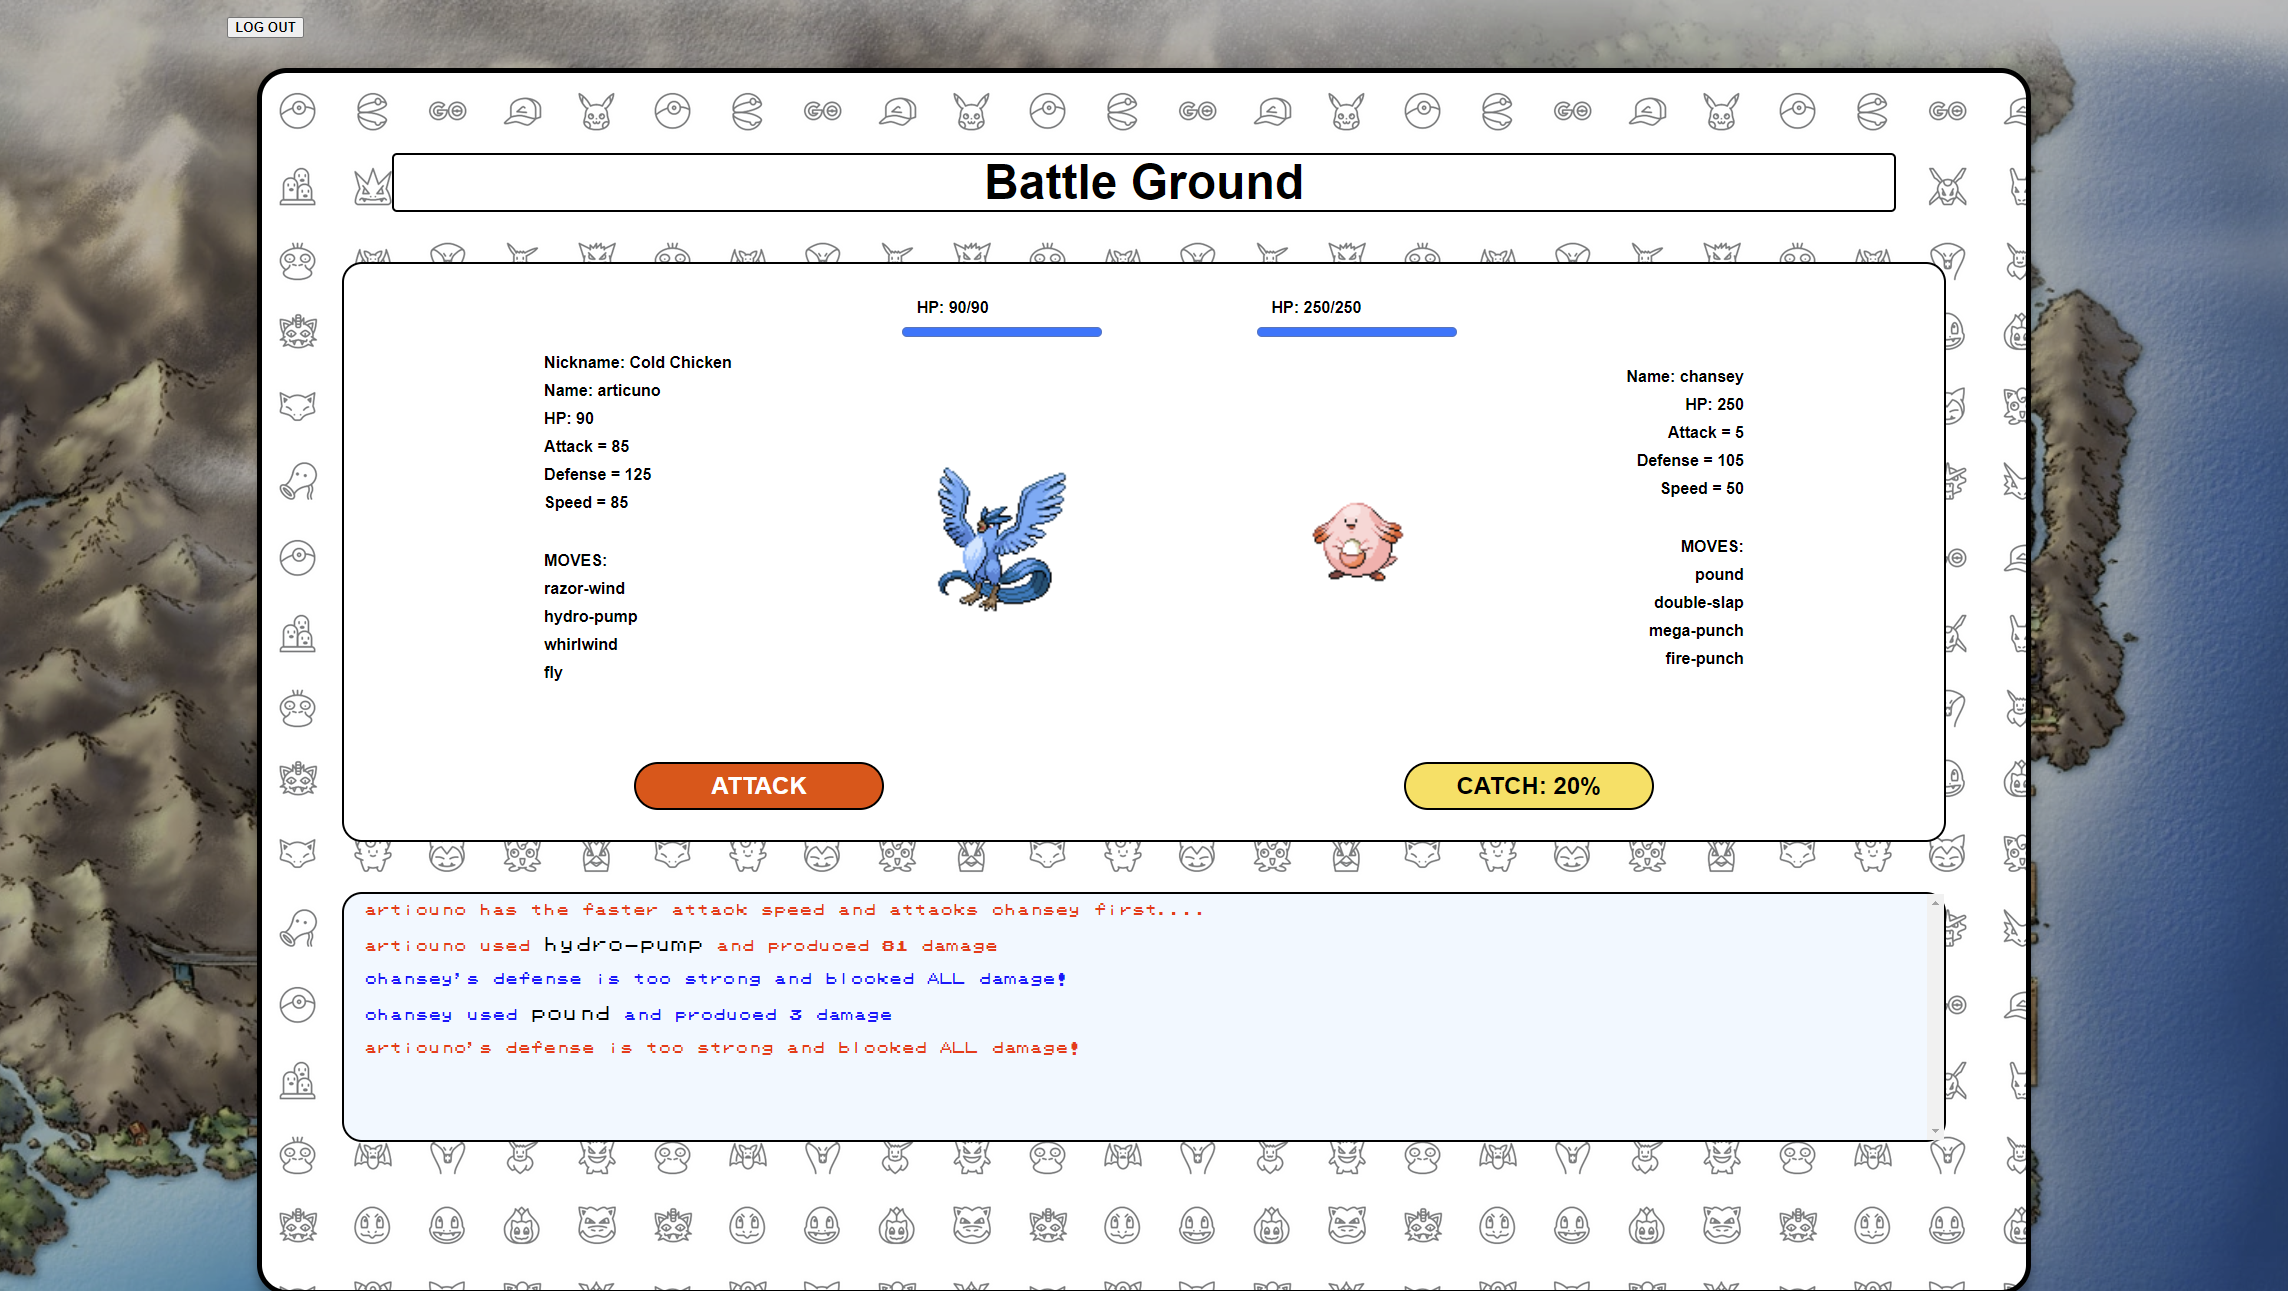 LOG OUT
Battle Ground
HP: 90/90
HP: 250/250
Nickname: Cold Chicken
Name: articuno
HP: 90
Attack = 85
Defense = 125
Speed = 85
MOVES:
razor-wind
hydro-pump
whirlwind
fly
Name: chansey
HP: 250
Attack = 5
Defense = 105
Speed = 50
MOVES:
pound
double-slap
mega-punch
fire-punch
ATTACK
CATCH: 20%
articuno has the faster attack speed and attacks chansey first....
articuno used hydro-pump and produced 81 damage
chansey's defense is too strong and blocked ALL damage!
chansey used pound and produced 3 damage
articuno's defense is too strong and blocked ALL damage!